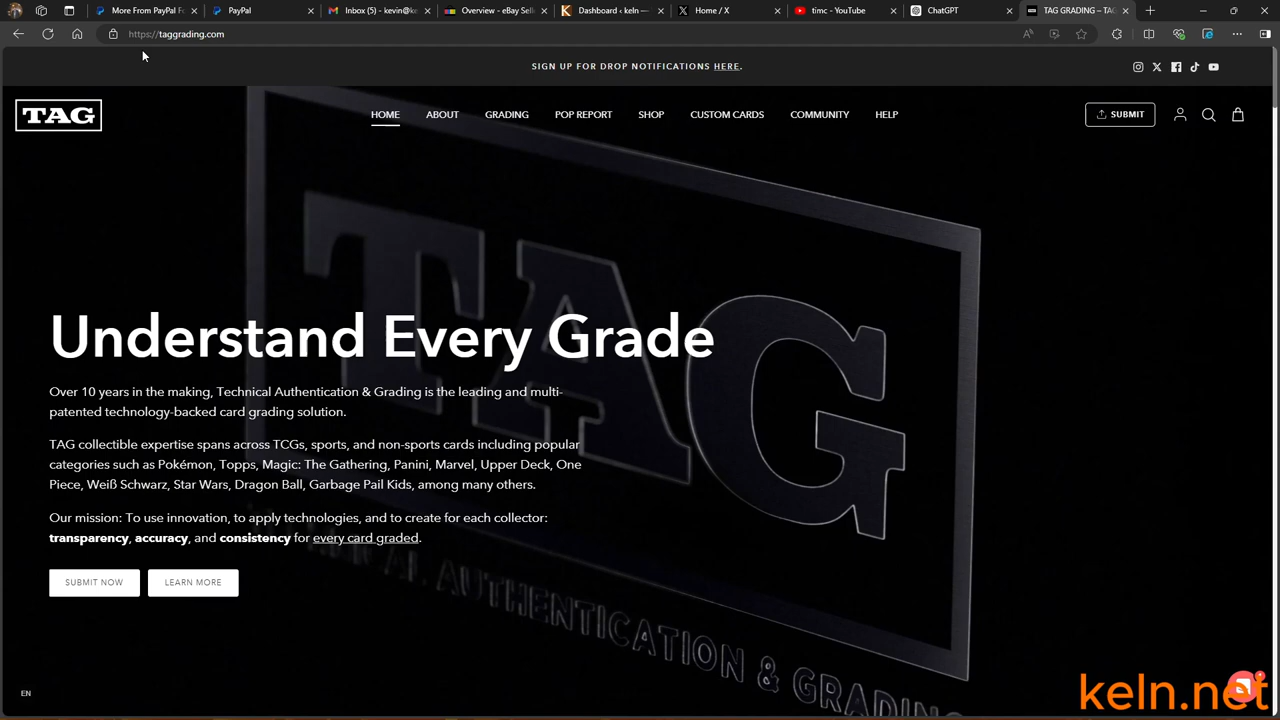 More From PayPal Fo
PayPal
Inbox (5) - kevin@ke
Overview - eBay Sell
Dashboard ‹ keln —
Home / X
timc - YouTube
ChatGPT
TAG GRADING – TAG
https://taggrading.com
SIGN UP FOR DROP NOTIFICATIONS HERE.
TAG
HOME
ABOUT
GRADING
POP REPORT
SHOP
CUSTOM CARDS
COMMUNITY
HELP
SUBMIT
TAG
Understand Every Grade
Over 10 years in the making, Technical Authentication & Grading is the leading and multi-
patented technology-backed card grading solution.
TAG collectible expertise spans across TCGs, sports, and non-sports cards including popular
categories such as Pokémon, Topps, Magic: The Gathering, Panini, Marvel, Upper Deck, One
Piece, Weiß Schwarz, Star Wars, Dragon Ball, Garbage Pail Kids, among many others.
Our mission: To use innovation, to apply technologies, and to create for each collector:
transparency, accuracy, and consistency for every card graded.
SUBMIT NOW
LEARN MORE
AUTHENTICATION & GRADING
EN
keln.net